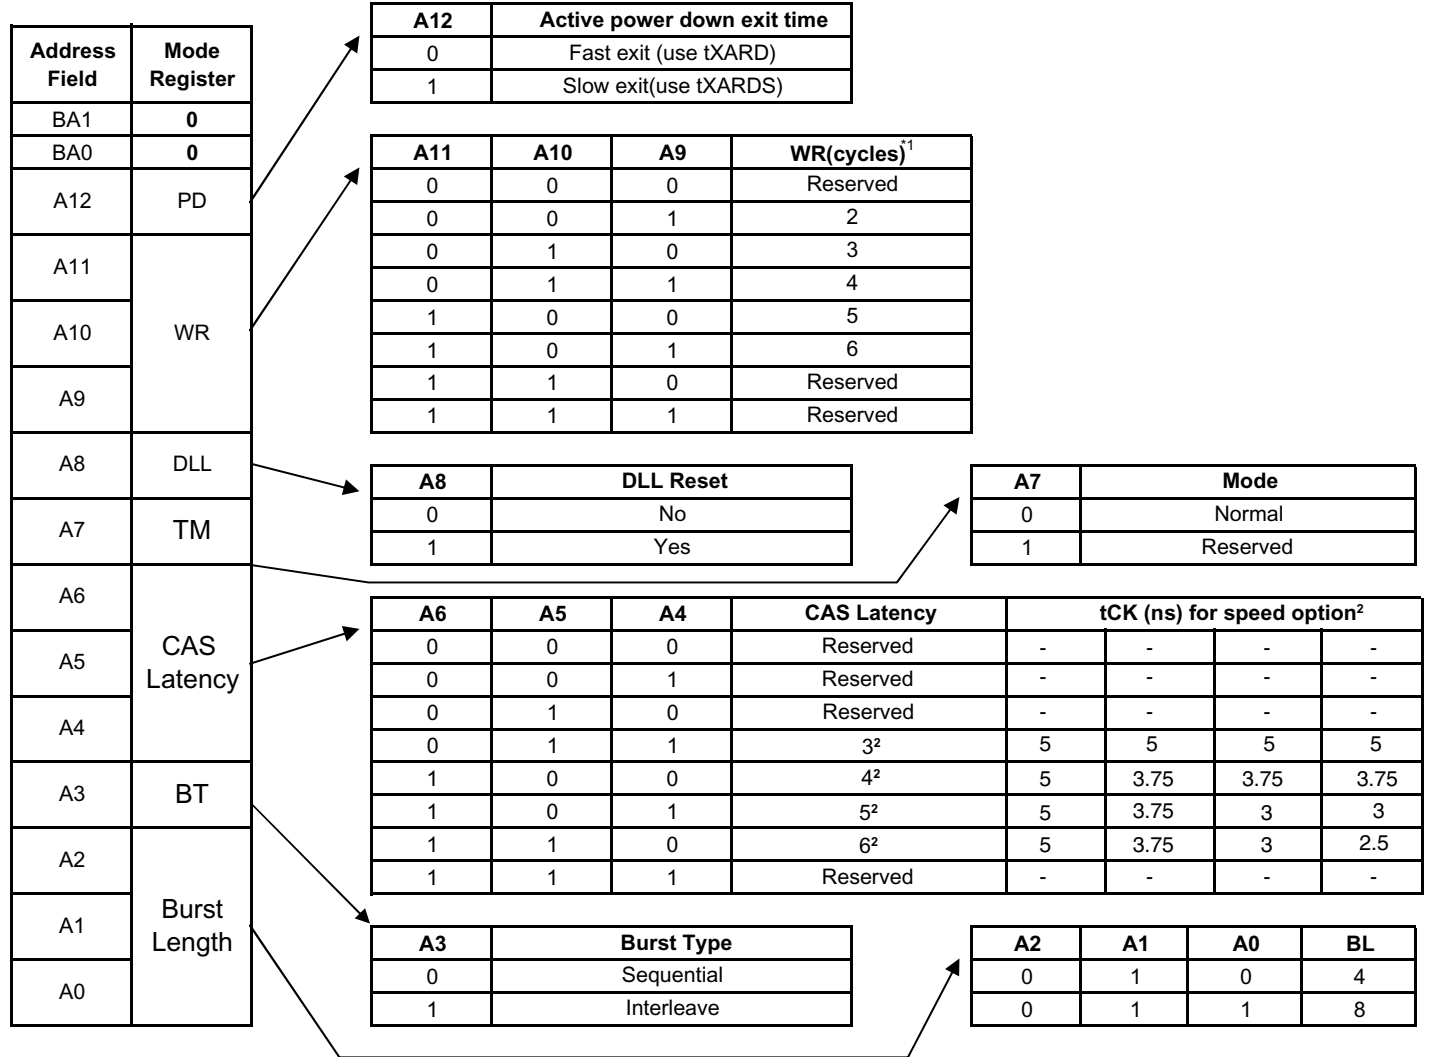 Address Field | Mode Register
BA1 | 0
BA0 | 0
A12 | PD
A11
A10 | WR
A9
A8 | DLL
A7 | TM
A6
A5 | CAS Latency
A4
A3 | BT
A2
A1 | Burst Length
A0
A12 | Active power down exit time
0 | Fast exit (use tXARD)
1 | Slow exit(use tXARDS)
A11 | A10 | A9 | WR(cycles)*1
0 | 0 | 0 | Reserved
0 | 0 | 1 | 2
0 | 1 | 0 | 3
0 | 1 | 1 | 4
1 | 0 | 0 | 5
1 | 0 | 1 | 6
1 | 1 | 0 | Reserved
1 | 1 | 1 | Reserved
A8 | DLL Reset
0 | No
1 | Yes
A7 | Mode
0 | Normal
1 | Reserved
A6 | A5 | A4 | CAS Latency | tCK (ns) for speed option²
0 | 0 | 0 | Reserved | - | - | - | -
0 | 0 | 1 | Reserved | - | - | - | -
0 | 1 | 0 | Reserved | - | - | - | -
0 | 1 | 1 | 3² | 5 | 5 | 5 | 5
1 | 0 | 0 | 4² | 5 | 3.75 | 3.75 | 3.75
1 | 0 | 1 | 5² | 5 | 3.75 | 3 | 3
1 | 1 | 0 | 6² | 5 | 3.75 | 3 | 2.5
1 | 1 | 1 | Reserved | - | - | - | -
A3 | Burst Type
0 | Sequential
1 | Interleave
A2 | A1 | A0 | BL
0 | 1 | 0 | 4
0 | 1 | 1 | 8